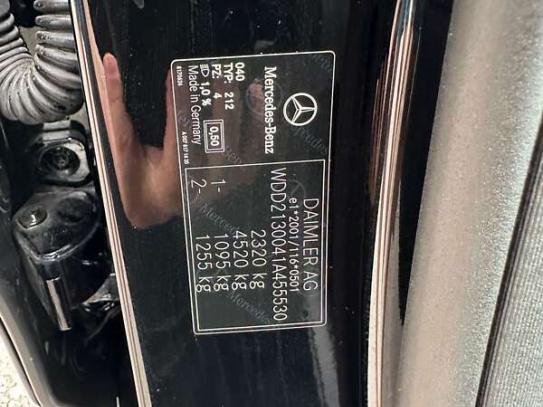 Mercedes-Benz
DAIMLER AG
e1*2001/116*0501
WDD2130041A455530
2320 kg
4520 kg
1- 1095 kg
2- 1255 kg
040
TYP: 212
PZ: 4
1,0 %
0,50
Made in Germany